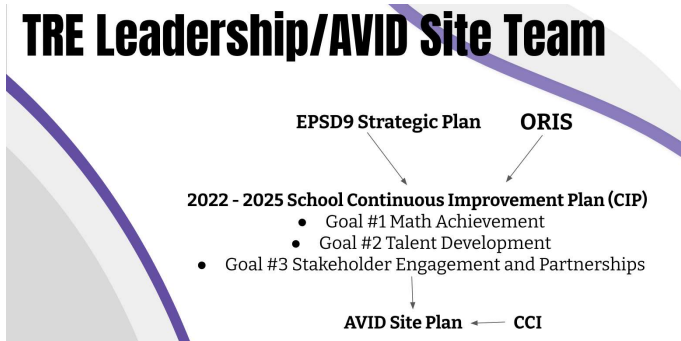 TRE Leadership/AVID Site Team
EPSD9 Strategic Plan ORIS
2022 - 2025 School Continuous Improvement Plan (CIP)
● Goal #1 Math Achievement
● Goal #2 Talent Development
● Goal #3 Stakeholder Engagement and Partnerships
AVID Site Plan CCI